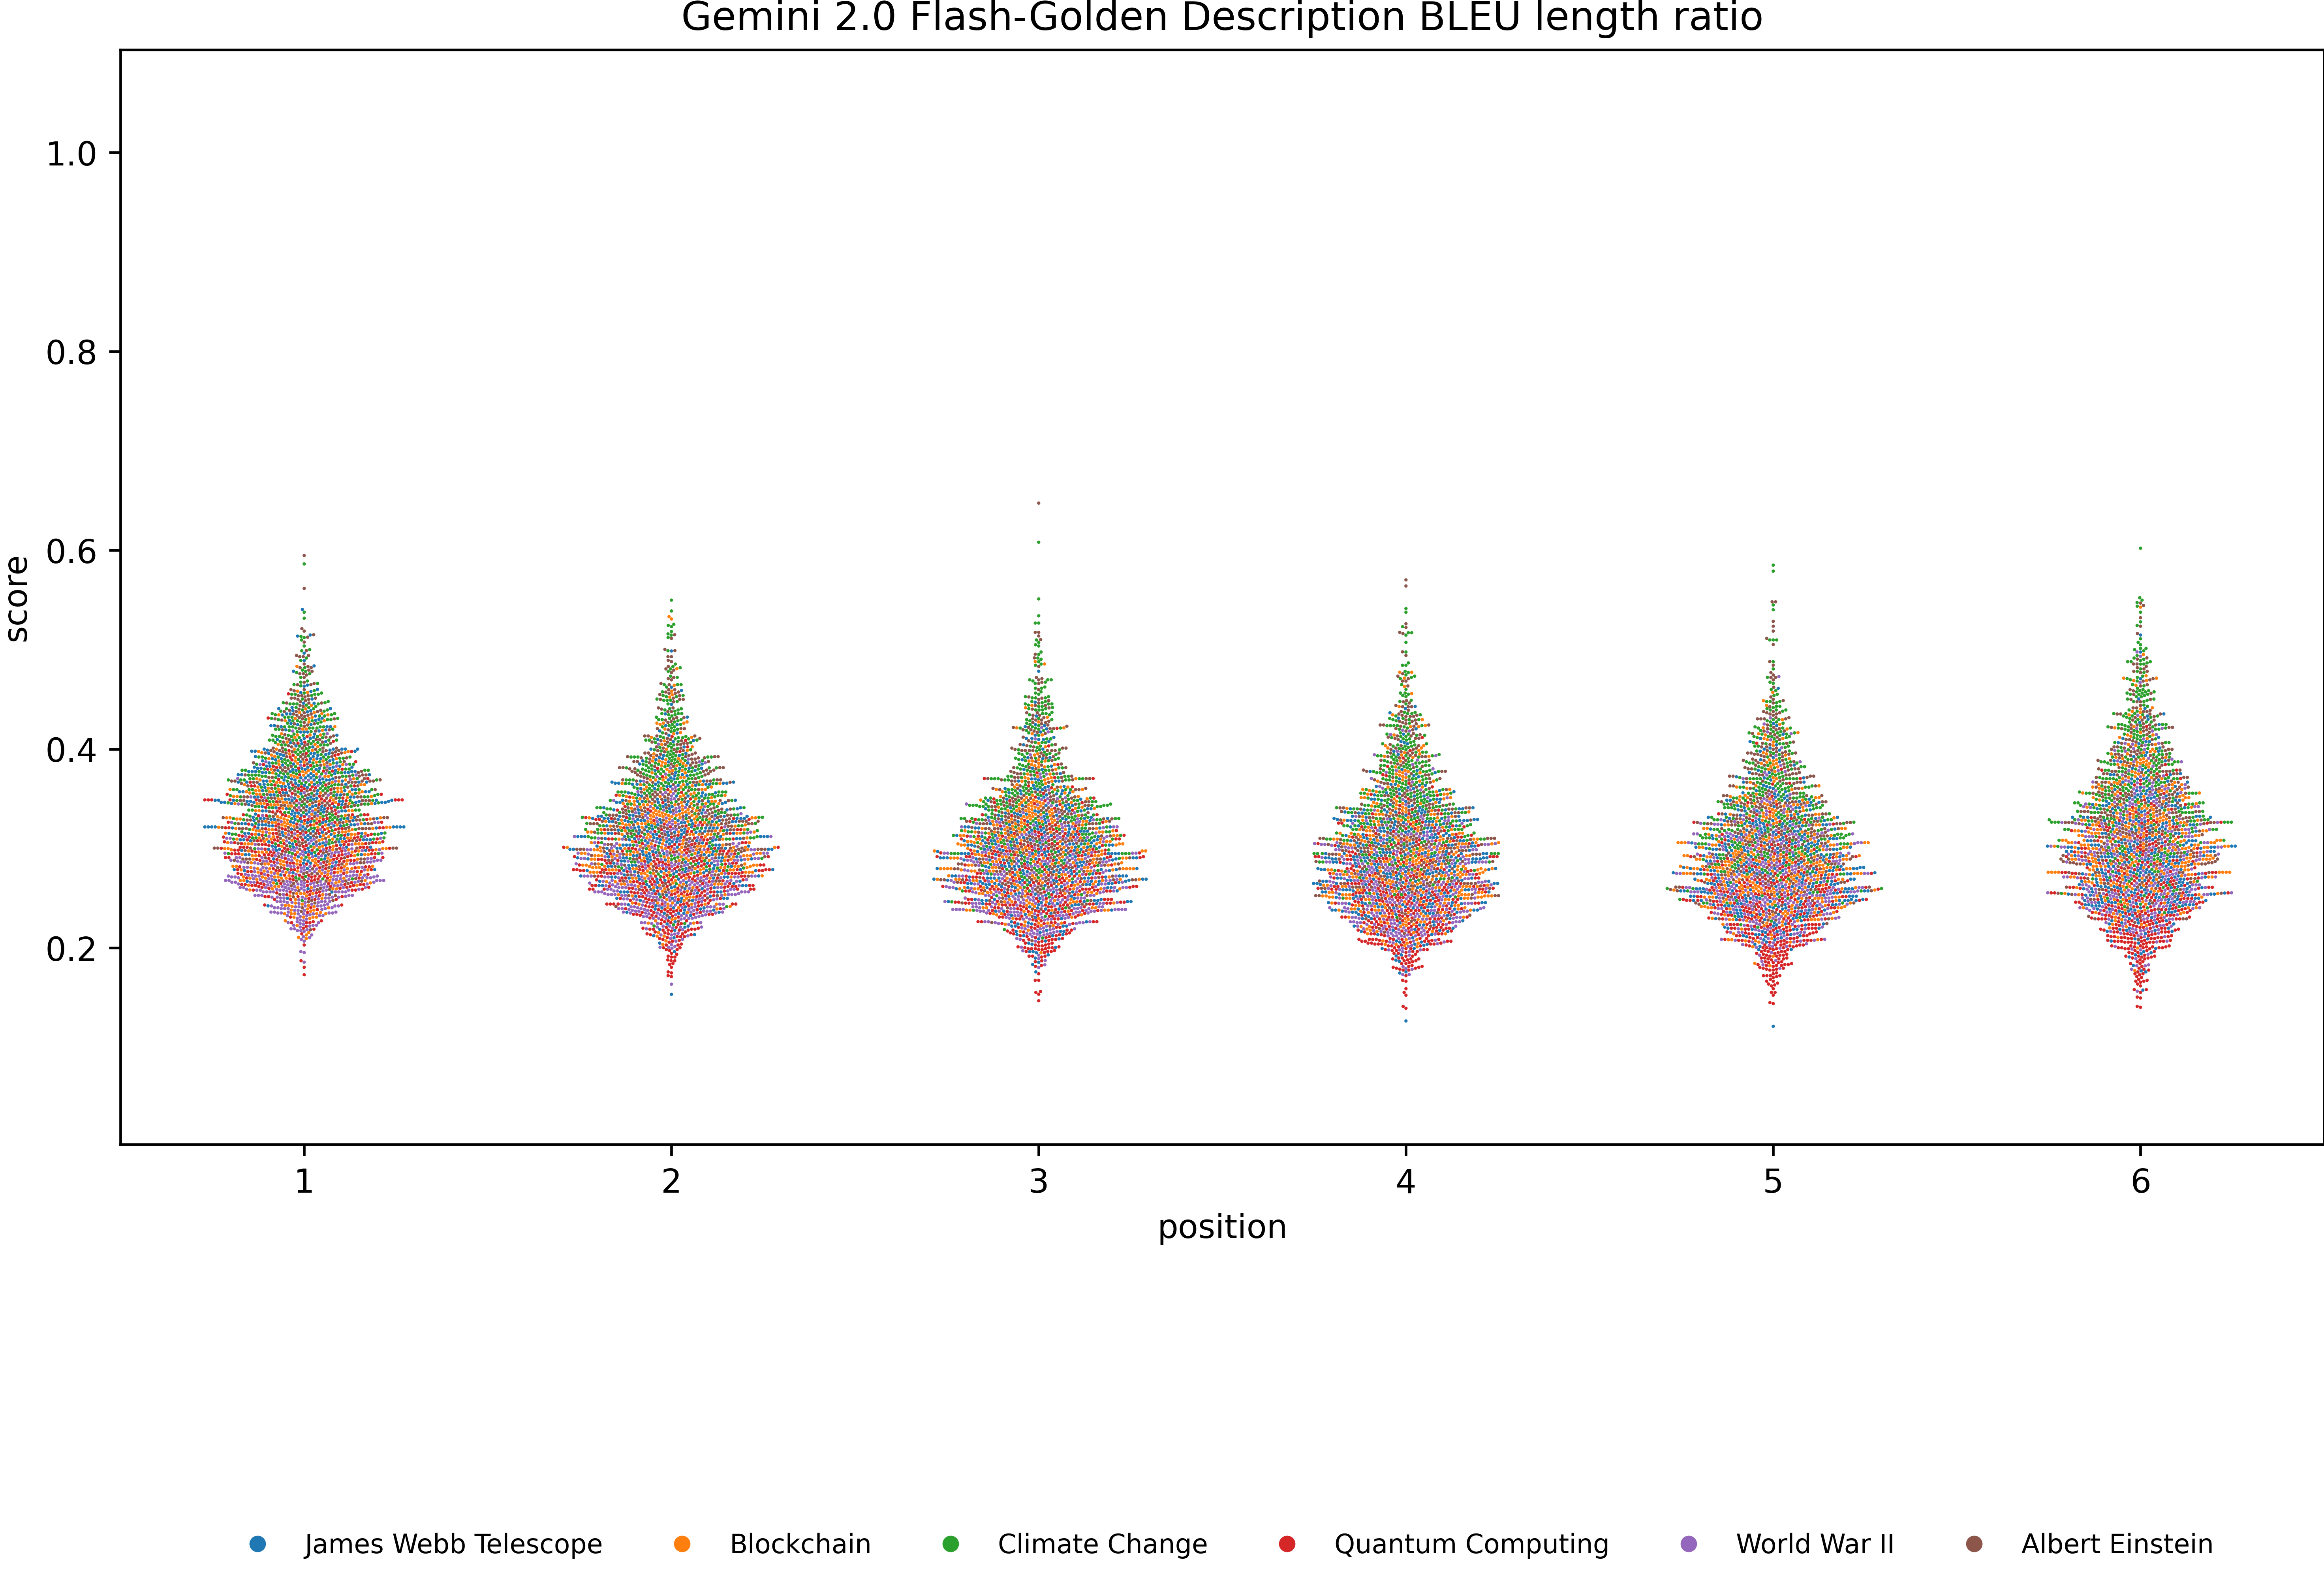 Gemini 2.0 Flash-Golden Description BLEU length ratio
1.0
0.8
0.6
0.4
0.2
score
1 2 3 4 5 6
position
James Webb Telescope Blockchain Climate Change Quantum Computing World War II Albert Einstein